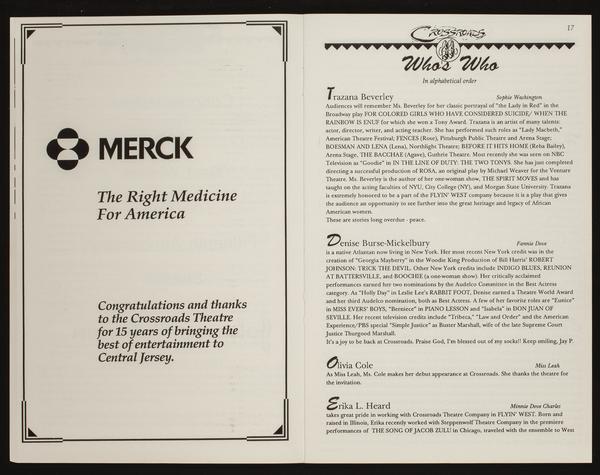 MERCK
The Right Medicine
For America
Congratulations and thanks
to the Crossroads Theatre
for 15 years of bringing the
best of entertainment to
Central Jersey.
17
CROSSROADS
Who's Who
In alphabetical order
Trazana Beverley Sophie Washington
Audiences will remember Ms. Beverley for her classic portrayal of "the Lady in Red" in the
Broadway play FOR COLORED GIRLS WHO HAVE CONSIDERED SUICIDE/ WHEN THE
RAINBOW IS ENUF for which she won a Tony Award. Trazana is an artist of many talents:
actor, director, writer, and acting teacher. She has performed such roles as "Lady Macbeth,"
American Theatre Festival; FENCES (Rose), Pittsburgh Public Theatre and Arena Stage;
BOESMAN AND LENA (Lena), Northlight Theatre; BEFORE IT HITS HOME (Reba Bailey),
Arena Stage, THE BACCHAE (Agave), Guthrie Theatre. Most recently she was seen on NBC
Television as "Goodie" in IN THE LINE OF DUTY: THE TWO TONYS. She has just completed
directing a successful production of ROSA, an original play by Michael Weaver for the Venture
Theatre. Ms. Beverley is the author of her one-woman show, THE SPIRIT MOVES and has
taught on the acting faculties of NYU, City College (NY), and Morgan State University. Trazana
is extremely honored to be a part of the FLYIN' WEST company because it is a play that gives
the audience an opportunity to see further into the great heritage and legacy of African
American women.
These are stories long overdue - peace.
Denise Burse-Mickelbury Fannie Dove
is a native Atlantan now living in New York. Her most recent New York credit was in the
creation of "Georgia Mayberry" in the Woodie King Production of Bill Harris' ROBERT
JOHNSON: TRICK THE DEVIL. Other New York credits include INDIGO BLUES, REUNION
AT BATTERSVILLE, and BOOCHIE (a one-woman show). Her critically acclaimed
performances earned her two nominations by the Audelco Committee in the Best Actress
category. As "Holly Day" in Leslie Lee's RABBIT FOOT, Denise earned a Theatre World Award
and her third Audelco nomination, both as Best Actress. A few of her favorite roles are "Eunice"
in MISS EVERS' BOYS, "Berniece" in PIANO LESSON and "Isabela" in DON JUAN OF
SEVILLE. Her recent television credits include "Tribeca," "Law and Order" and the American
Experience/PBS special "Simple Justice" as Buster Marshall, wife of the late Supreme Court
Justice Thurgood Marshall.
It's a joy to be back at Crossroads. Praise God, I'm blessed out of my socks!! Keep smiling, Jay P.
Olivia Cole Miss Leah
As Miss Leah, Ms. Cole makes her debut appearance at Crossroads. She thanks the theatre for
the invitation.
Erika L. Heard Minnie Dove Charles
takes great pride in working with Crossroads Theatre Company in FLYIN' WEST. Born and
raised in Illinois, Erika recently worked with Steppenwolf Theatre Company in the premiere
performances of THE SONG OF JACOB ZULU in Chicago, traveled with the ensemble to West